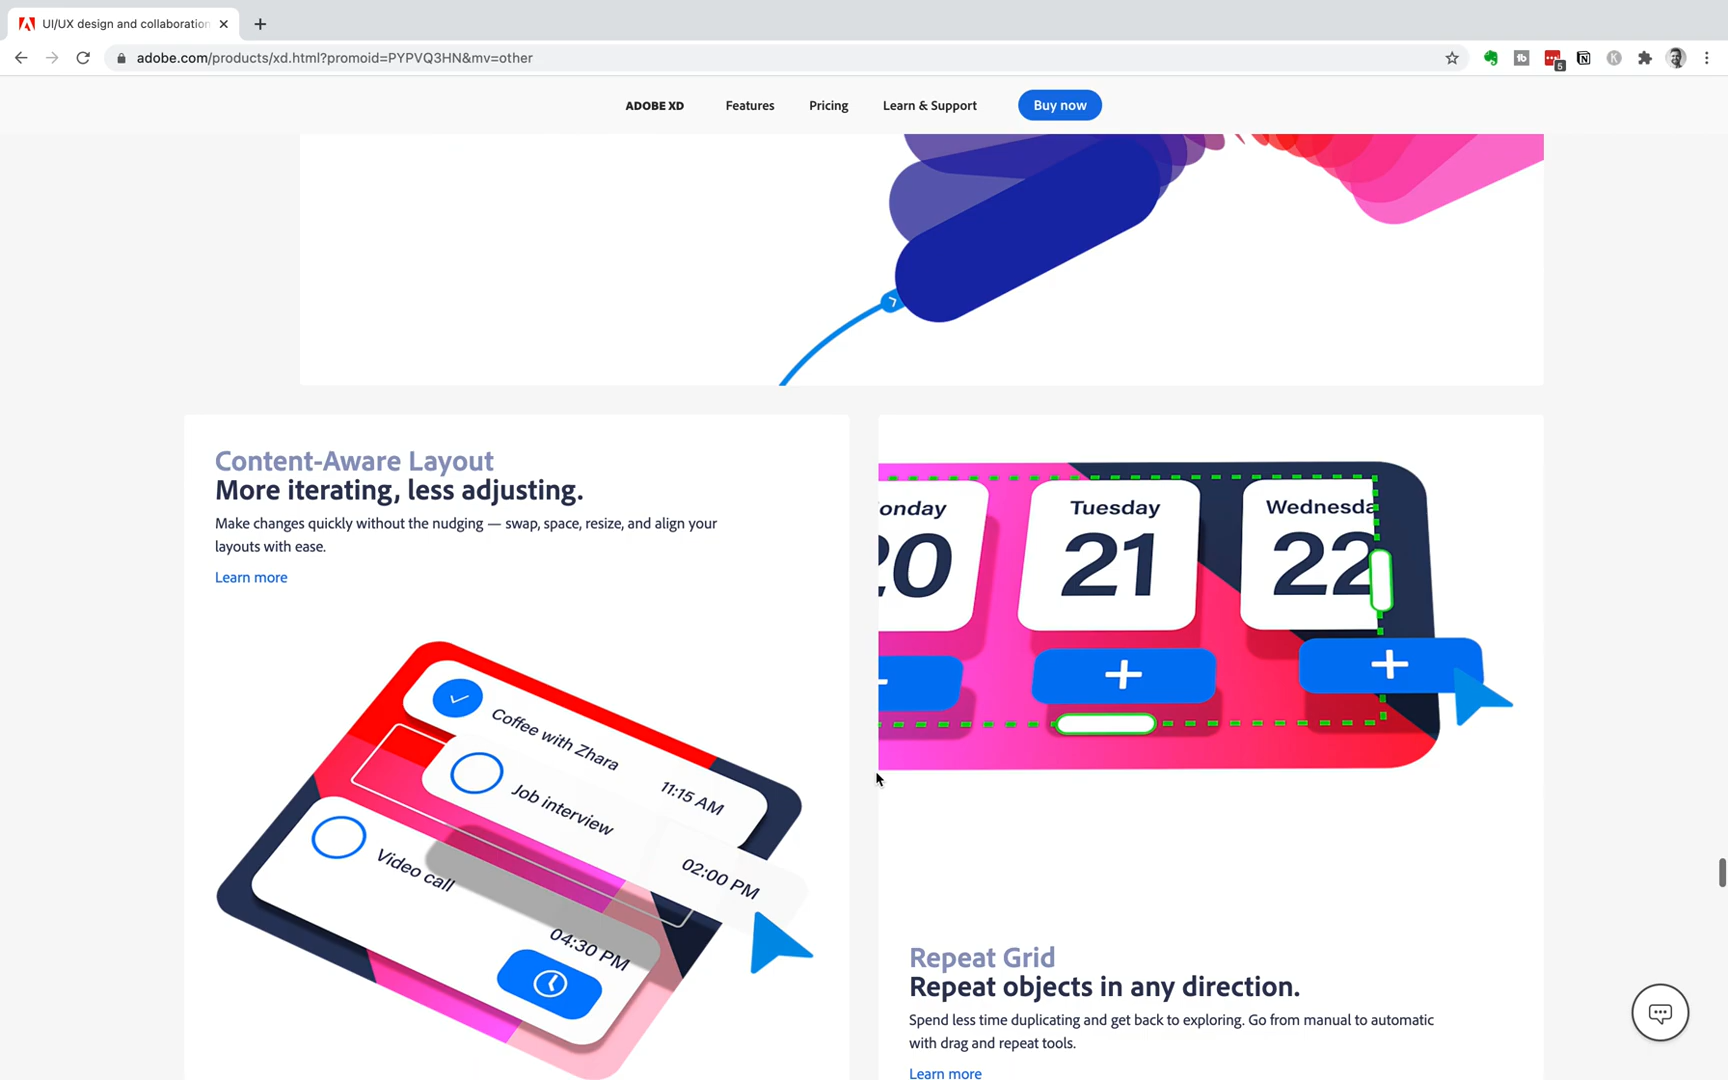 UI/UX design and collaboration
adobe.com/products/xd.html?promoid=PYPVQ3HN&mv=other
5
ADOBE XD
Features
Pricing
Learn & Support
Buy now
Content-Aware Layout
More iterating, less adjusting.
Make changes quickly without the nudging — swap, space, resize, and align your
layouts with ease.
Learn more
Coffee with Zhara
11:15 AM
Job interview
02:00 PM
Video call
04:30 PM
onday
20
Tuesday
21
Wednesda
22
Repeat Grid
Repeat objects in any direction.
Spend less time duplicating and get back to exploring. Go from manual to automatic
with drag and repeat tools.
Learn more